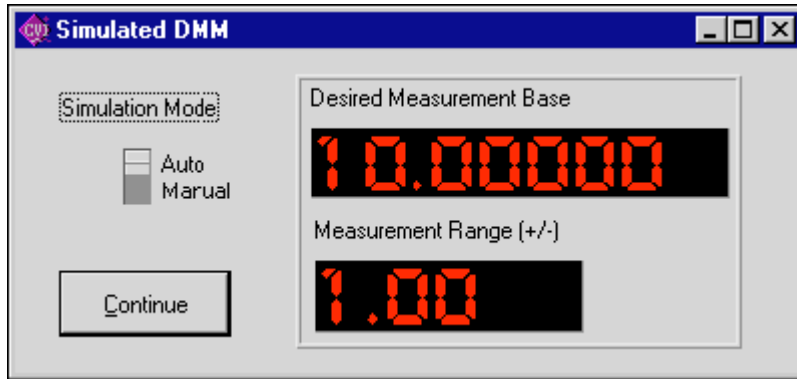 CVI Simulated DMM
Simulation Mode
Auto
Manual
Continue
Desired Measurement Base
10.00000
Measurement Range (+/-)
1.00